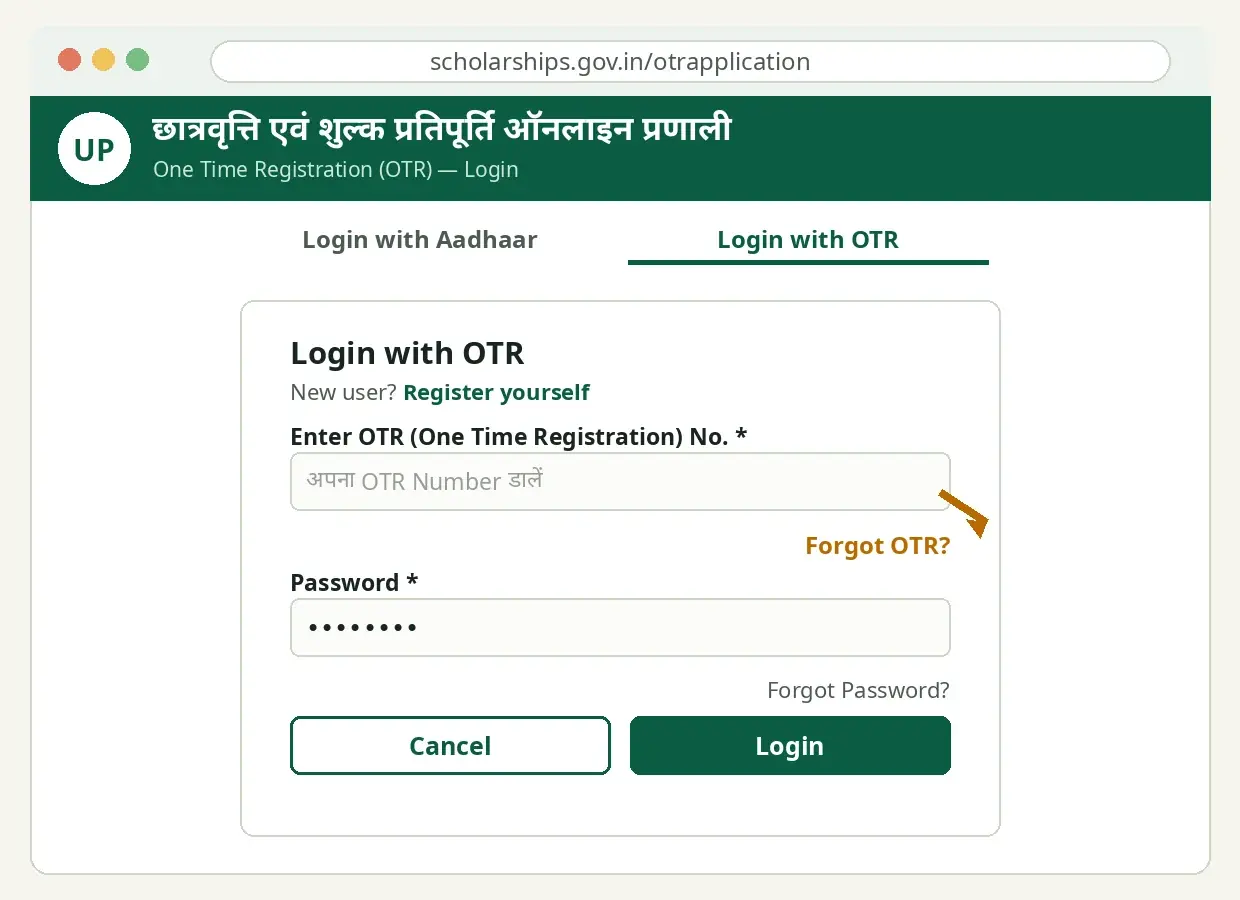 scholarships.gov.in/otrapplication
UP
छात्रवृत्ति एवं शुल्क प्रतिपूर्ति ऑनलाइन प्रणाली
One Time Registration (OTR) — Login
Login with Aadhaar
Login with OTR
Login with OTR
New user? Register yourself
Enter OTR (One Time Registration) No. *
अपना OTR Number डालें
Forgot OTR?
Password *
••••••••
Forgot Password?
Cancel
Login